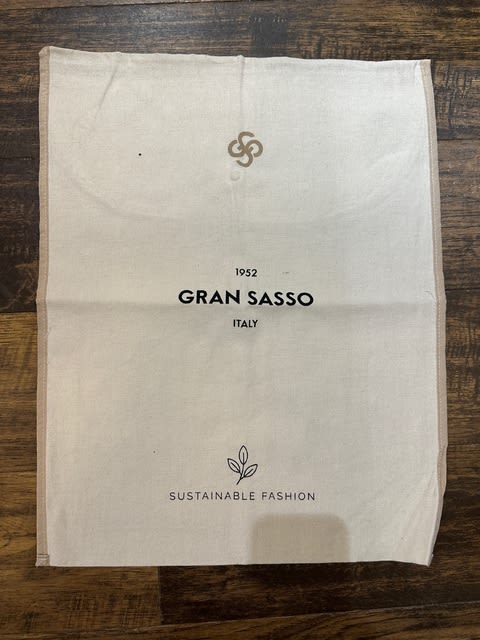 1952
GRAN SASSO
ITALY
SUSTAINABLE FASHION